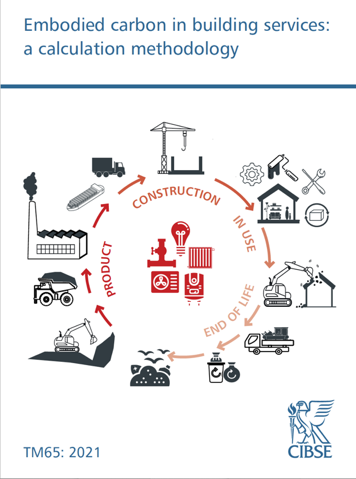 Embodied carbon in building services:
a calculation methodology
CONSTRUCTION
IN USE
PRODUCT
END OF LIFE
TM65: 2021
CIBSE